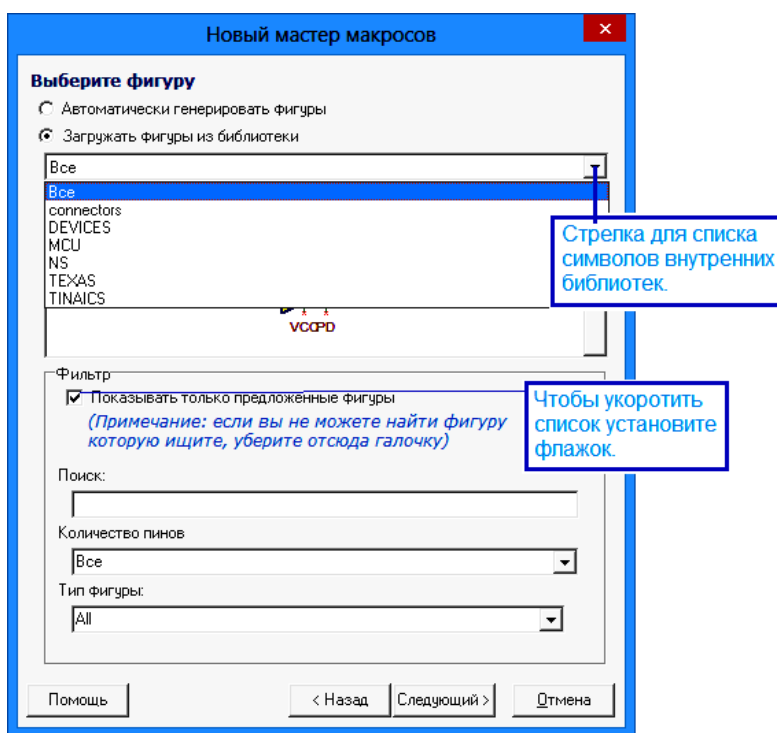 Новый мастер макросов
Выберите фигуру
Автоматически генерировать фигуры
Загружать фигуры из библиотеки
Все
Все
connectors
DEVICES
MCU
NS
TEXAS
TINAICS
Стрелка для списка
символов внутренних
библиотек.
VCCPD
Фильтр
Показывать только предложенные фигуры
(Примечание: если вы не можете найти фигуру
которую ищите, уберите отсюда галочку)
Чтобы укоротить
список установите
флажок.
Поиск:
Количество пинов
Все
Тип фигуры:
All
Помощь
< Назад
Следующий >
Отмена